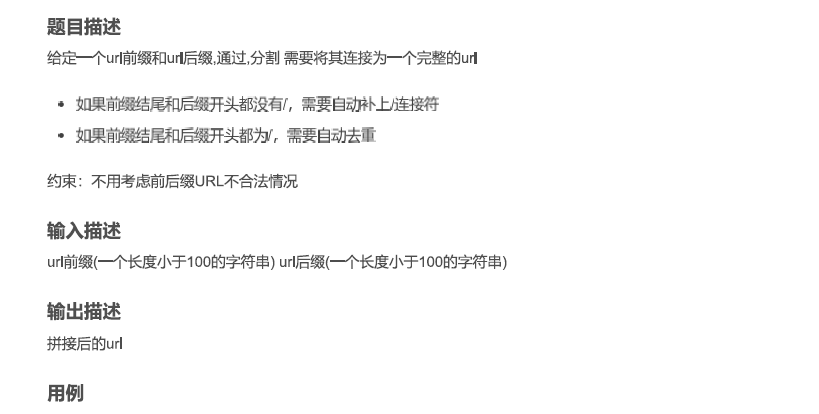 题目描述
给定一个url前缀和url后缀,通过,分割 需要将其连接为一个完整的url
如果前缀结尾和后缀开头都没有/，需要自动补上/连接符
如果前缀结尾和后缀开头都为/，需要自动去重
约束：不用考虑前后缀URL不合法情况
输入描述
url前缀(一个长度小于100的字符串) url后缀(一个长度小于100的字符串)
输出描述
拼接后的url
用例